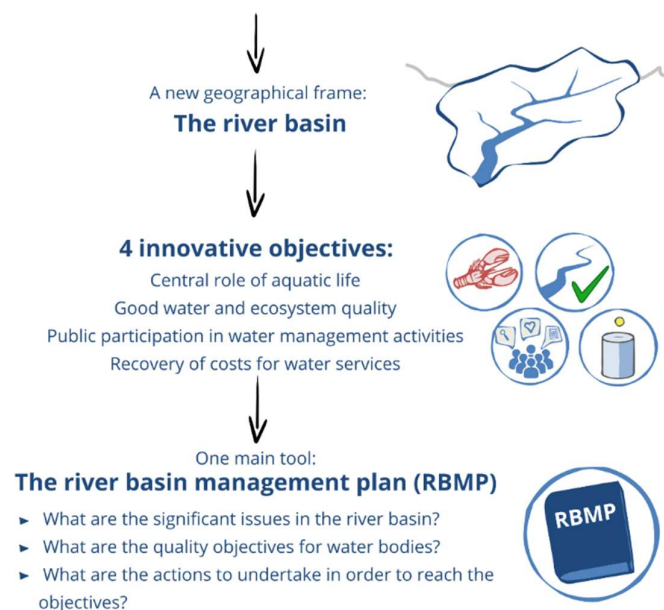 A new geographical frame:
The river basin
4 innovative objectives:
Central role of aquatic life
Good water and ecosystem quality
Public participation in water management activities
Recovery of costs for water services
One main tool:
The river basin management plan (RBMP)
► What are the significant issues in the river basin?
► What are the quality objectives for water bodies?
► What are the actions to undertake in order to reach the
objectives?
RBMP